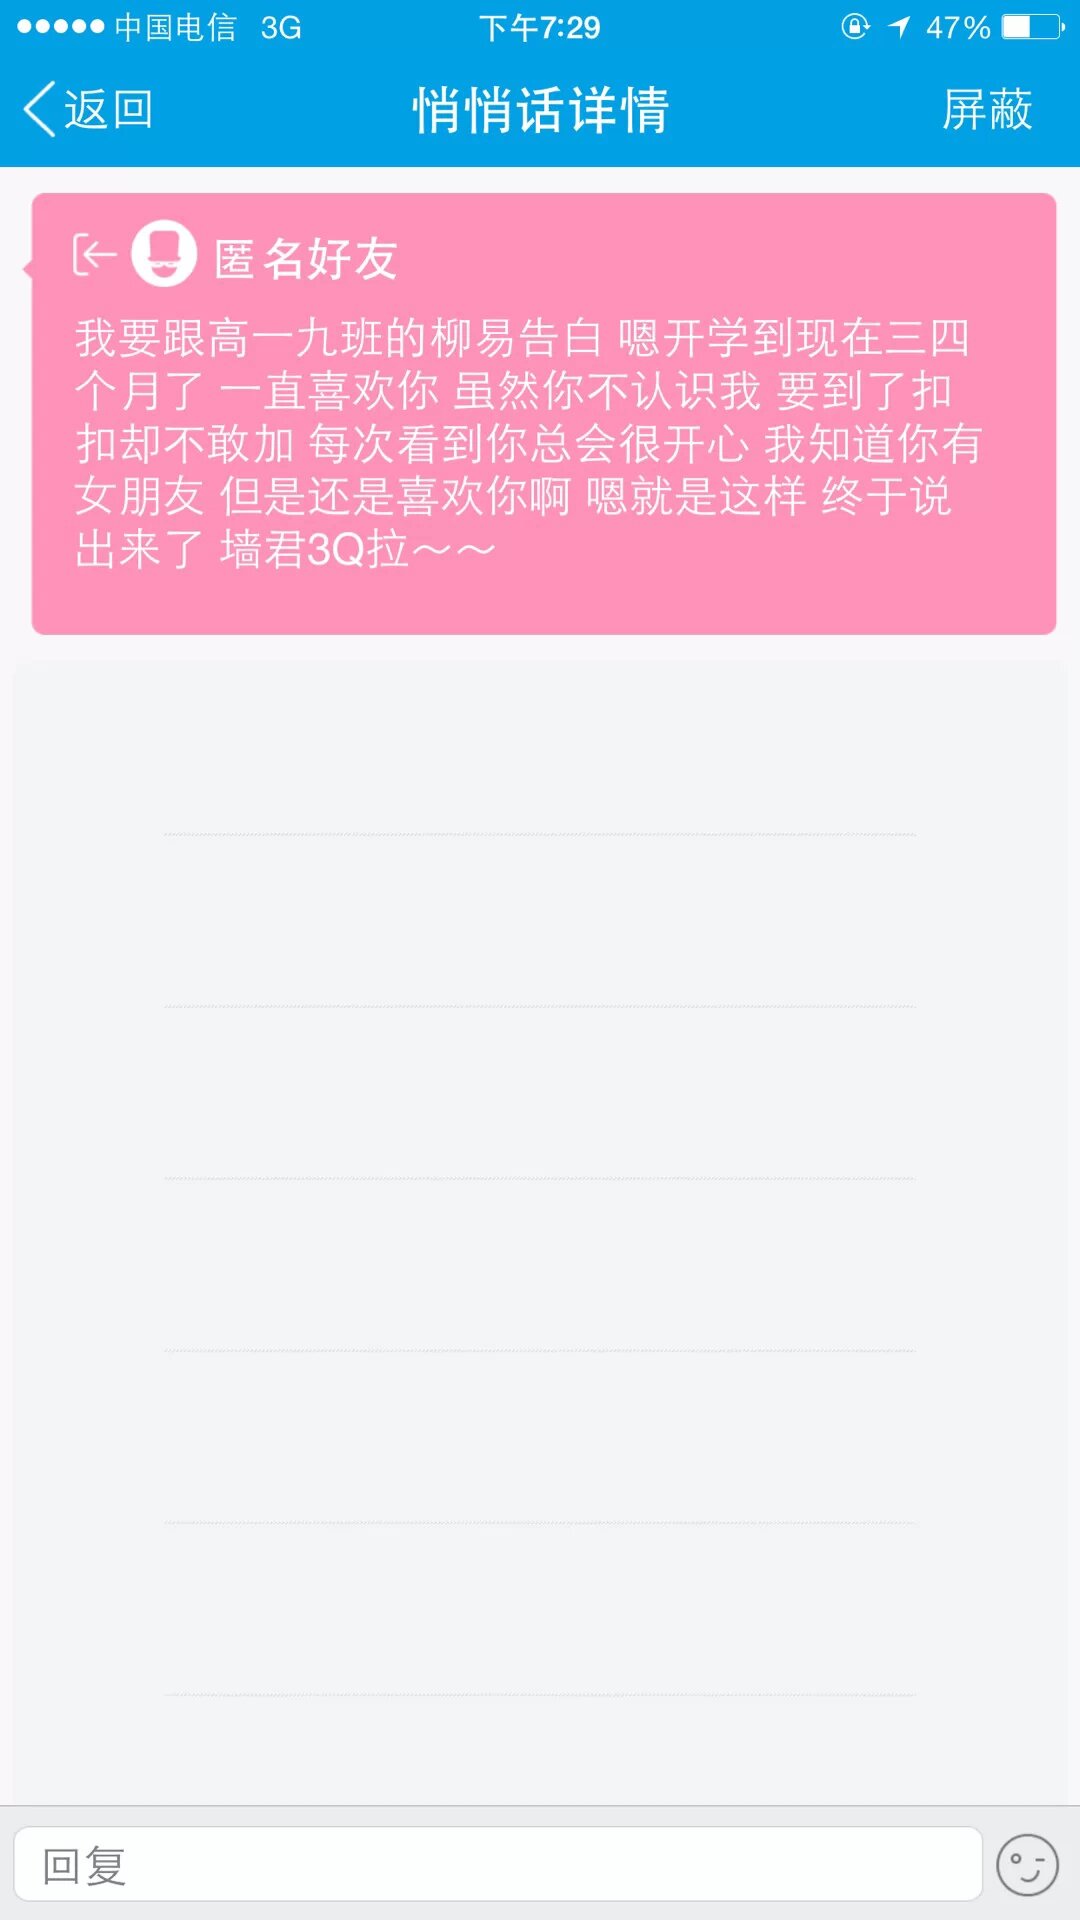 中国电信 3G 下午7:29 47%
返回 悄悄话详情 屏蔽
匿名好友
我要跟高一九班的柳易告白 嗯开学到现在三四
个月了 一直喜欢你 虽然你不认识我 要到了扣
扣却不敢加 每次看到你总会很开心 我知道你有
女朋友 但是还是喜欢你啊 嗯就是这样 终于说
出来了 墙君3Q拉～～
回复